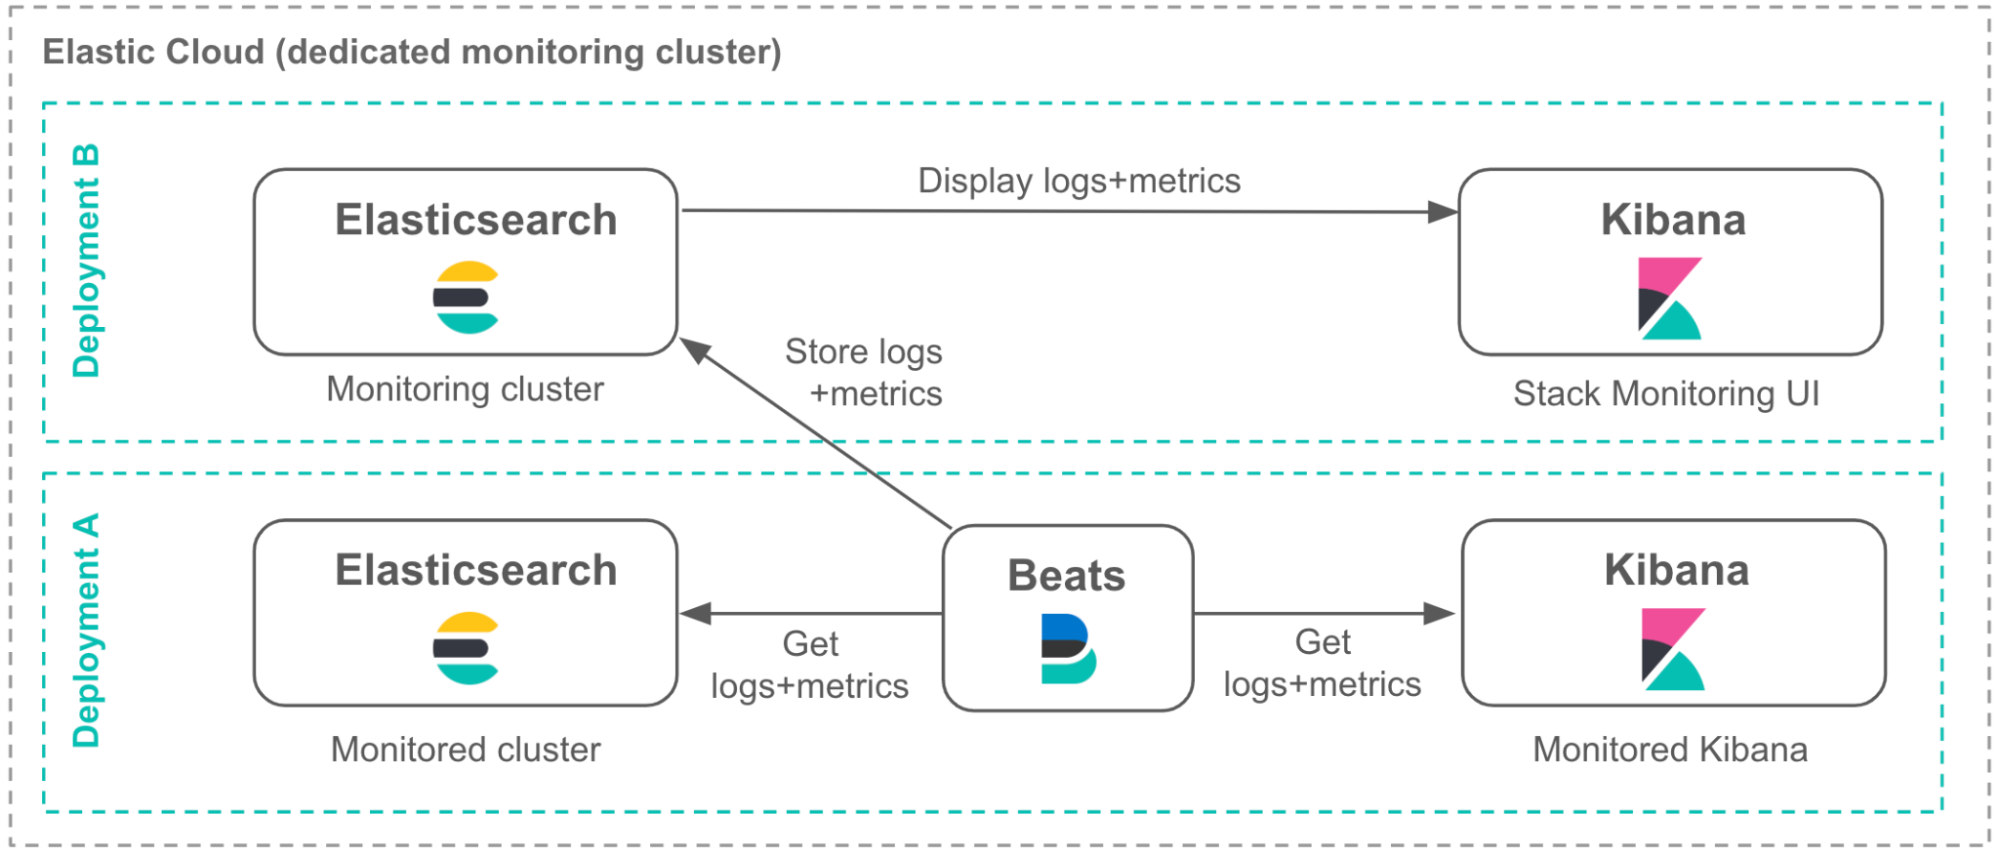 Elastic Cloud (dedicated monitoring cluster)
Deployment B
Elasticsearch
Monitoring cluster
Display logs+metrics
Kibana
Stack Monitoring UI
Store logs
+metrics
Deployment A
Elasticsearch
Monitored cluster
Get
logs+metrics
Beats
Get
logs+metrics
Kibana
Monitored Kibana